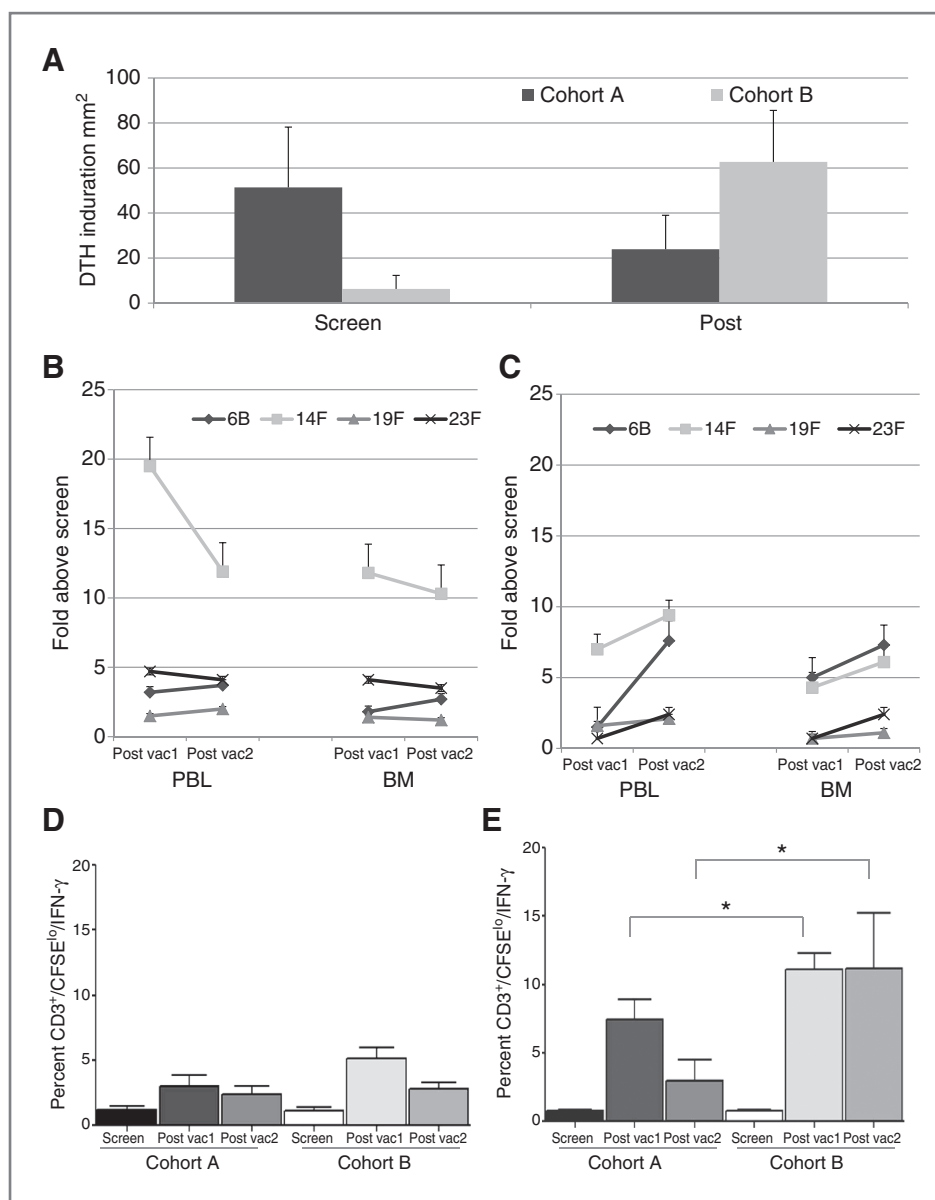 A
DTH induration mm²
100
80
60
40
20
0
Cohort A
Cohort B
Screen
Post
B
Fold above screen
25
20
15
10
5
0
6B 14F 19F 23F
Post vac1 Post vac2 Post vac1 Post vac2
PBL BM
C
Fold above screen
25
20
15
10
5
0
6B 14F 19F 23F
Post vac1 Post vac2 Post vac1 Post vac2
PBL BM
D
Percent CD3⁺/CFSEˡᵒ/IFN-γ
20
15
10
5
0
Screen Post vac1 Post vac2 Screen Post vac1 Post vac2
Cohort A Cohort B
E
Percent CD3⁺/CFSEˡᵒ/IFN-γ
20
15
10
5
0
*
*
Screen Post vac1 Post vac2 Screen Post vac1 Post vac2
Cohort A Cohort B